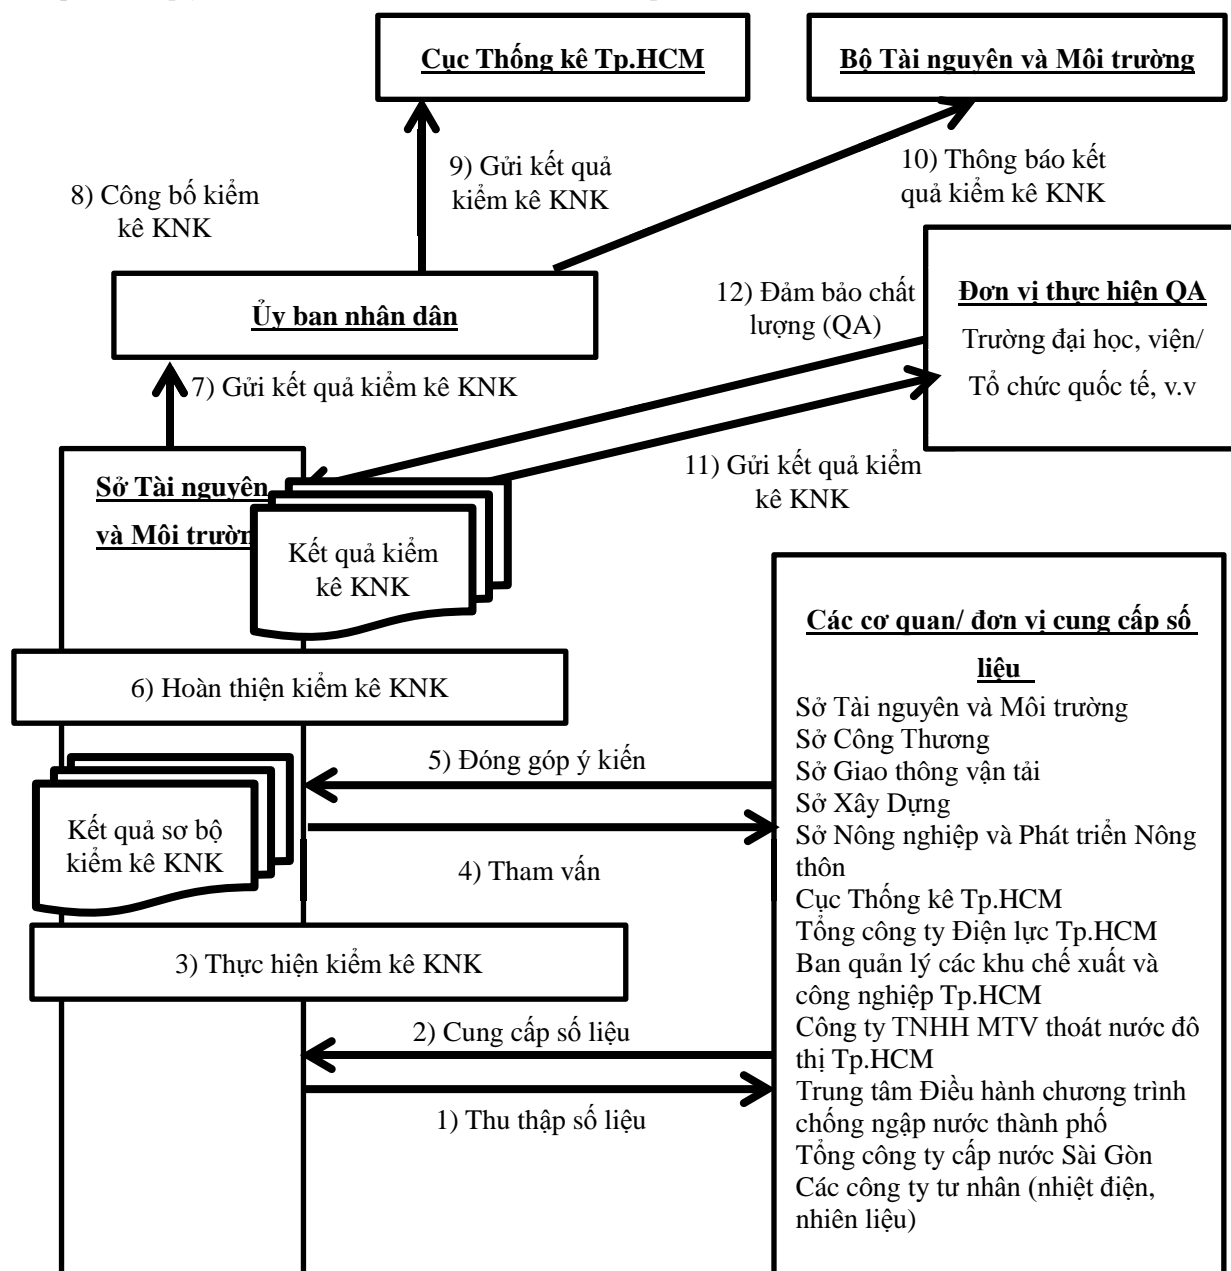 Cục Thống kê Tp.HCM
Bộ Tài nguyên và Môi trường
8) Công bố kiểm
kê KNK
9) Gửi kết quả
kiểm kê KNK
10) Thông báo kết
quả kiểm kê KNK
Ủy ban nhân dân
12) Đảm bảo chất
lượng (QA)
Đơn vị thực hiện QA
Trường đại học, viện/
Tổ chức quốc tế, v.v
7) Gửi kết quả kiểm kê KNK
11) Gửi kết quả kiểm
kê KNK
Sở Tài nguyên
và Môi trườn
Kết quả kiểm
kê KNK
6) Hoàn thiện kiểm kê KNK
5) Đóng góp ý kiến
Kết quả sơ bộ
kiểm kê KNK
4) Tham vấn
3) Thực hiện kiểm kê KNK
2) Cung cấp số liệu
1) Thu thập số liệu
Các cơ quan/ đơn vị cung cấp số
liệu
Sở Tài nguyên và Môi trường
Sở Công Thương
Sở Giao thông vận tải
Sở Xây Dựng
Sở Nông nghiệp và Phát triển Nông
thôn
Cục Thống kê Tp.HCM
Tổng công ty Điện lực Tp.HCM
Ban quản lý các khu chế xuất và
công nghiệp Tp.HCM
Công ty TNHH MTV thoát nước đô
thị Tp.HCM
Trung tâm Điều hành chương trình
chống ngập nước thành phố
Tổng công ty cấp nước Sài Gòn
Các công ty tư nhân (nhiệt điện,
nhiên liệu)